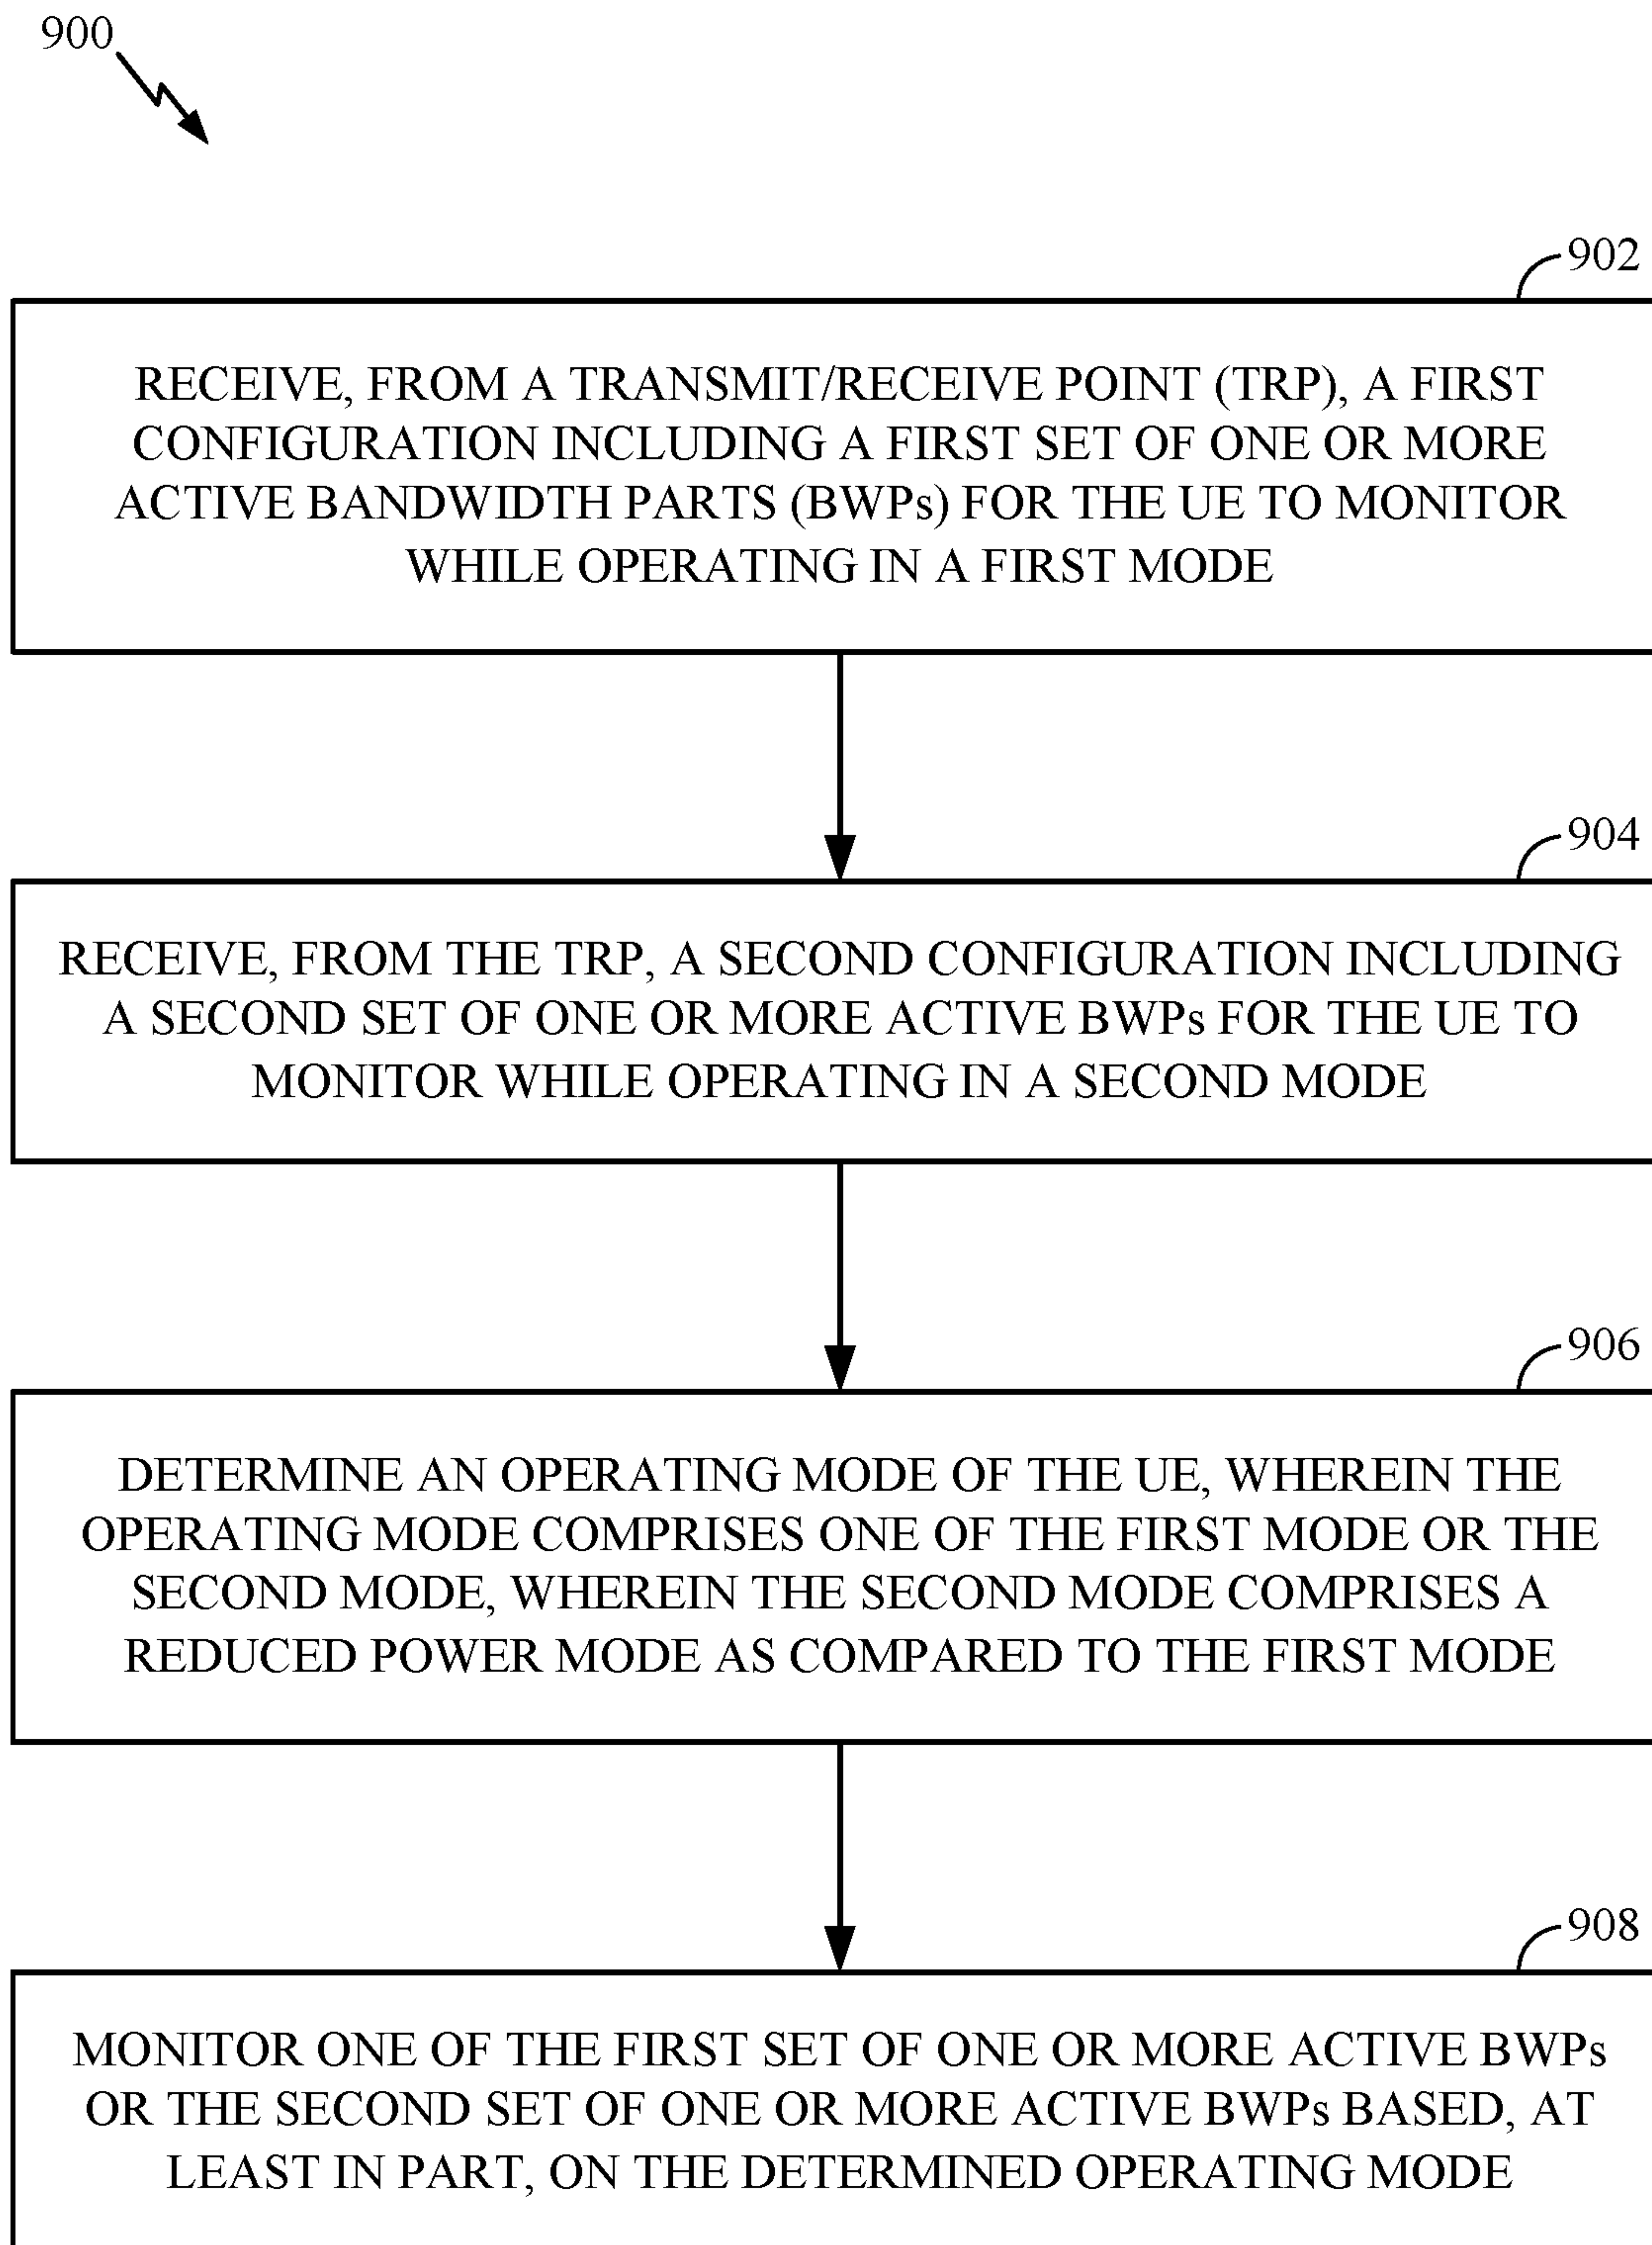 900
902
RECEIVE, FROM A TRANSMIT/RECEIVE POINT (TRP), A FIRST
CONFIGURATION INCLUDING A FIRST SET OF ONE OR MORE
ACTIVE BANDWIDTH PARTS (BWPs) FOR THE UE TO MONITOR
WHILE OPERATING IN A FIRST MODE
904
RECEIVE, FROM THE TRP, A SECOND CONFIGURATION INCLUDING
A SECOND SET OF ONE OR MORE ACTIVE BWPs FOR THE UE TO
MONITOR WHILE OPERATING IN A SECOND MODE
906
DETERMINE AN OPERATING MODE OF THE UE, WHEREIN THE
OPERATING MODE COMPRISES ONE OF THE FIRST MODE OR THE
SECOND MODE, WHEREIN THE SECOND MODE COMPRISES A
REDUCED POWER MODE AS COMPARED TO THE FIRST MODE
908
MONITOR ONE OF THE FIRST SET OF ONE OR MORE ACTIVE BWPs
OR THE SECOND SET OF ONE OR MORE ACTIVE BWPs BASED, AT
LEAST IN PART, ON THE DETERMINED OPERATING MODE